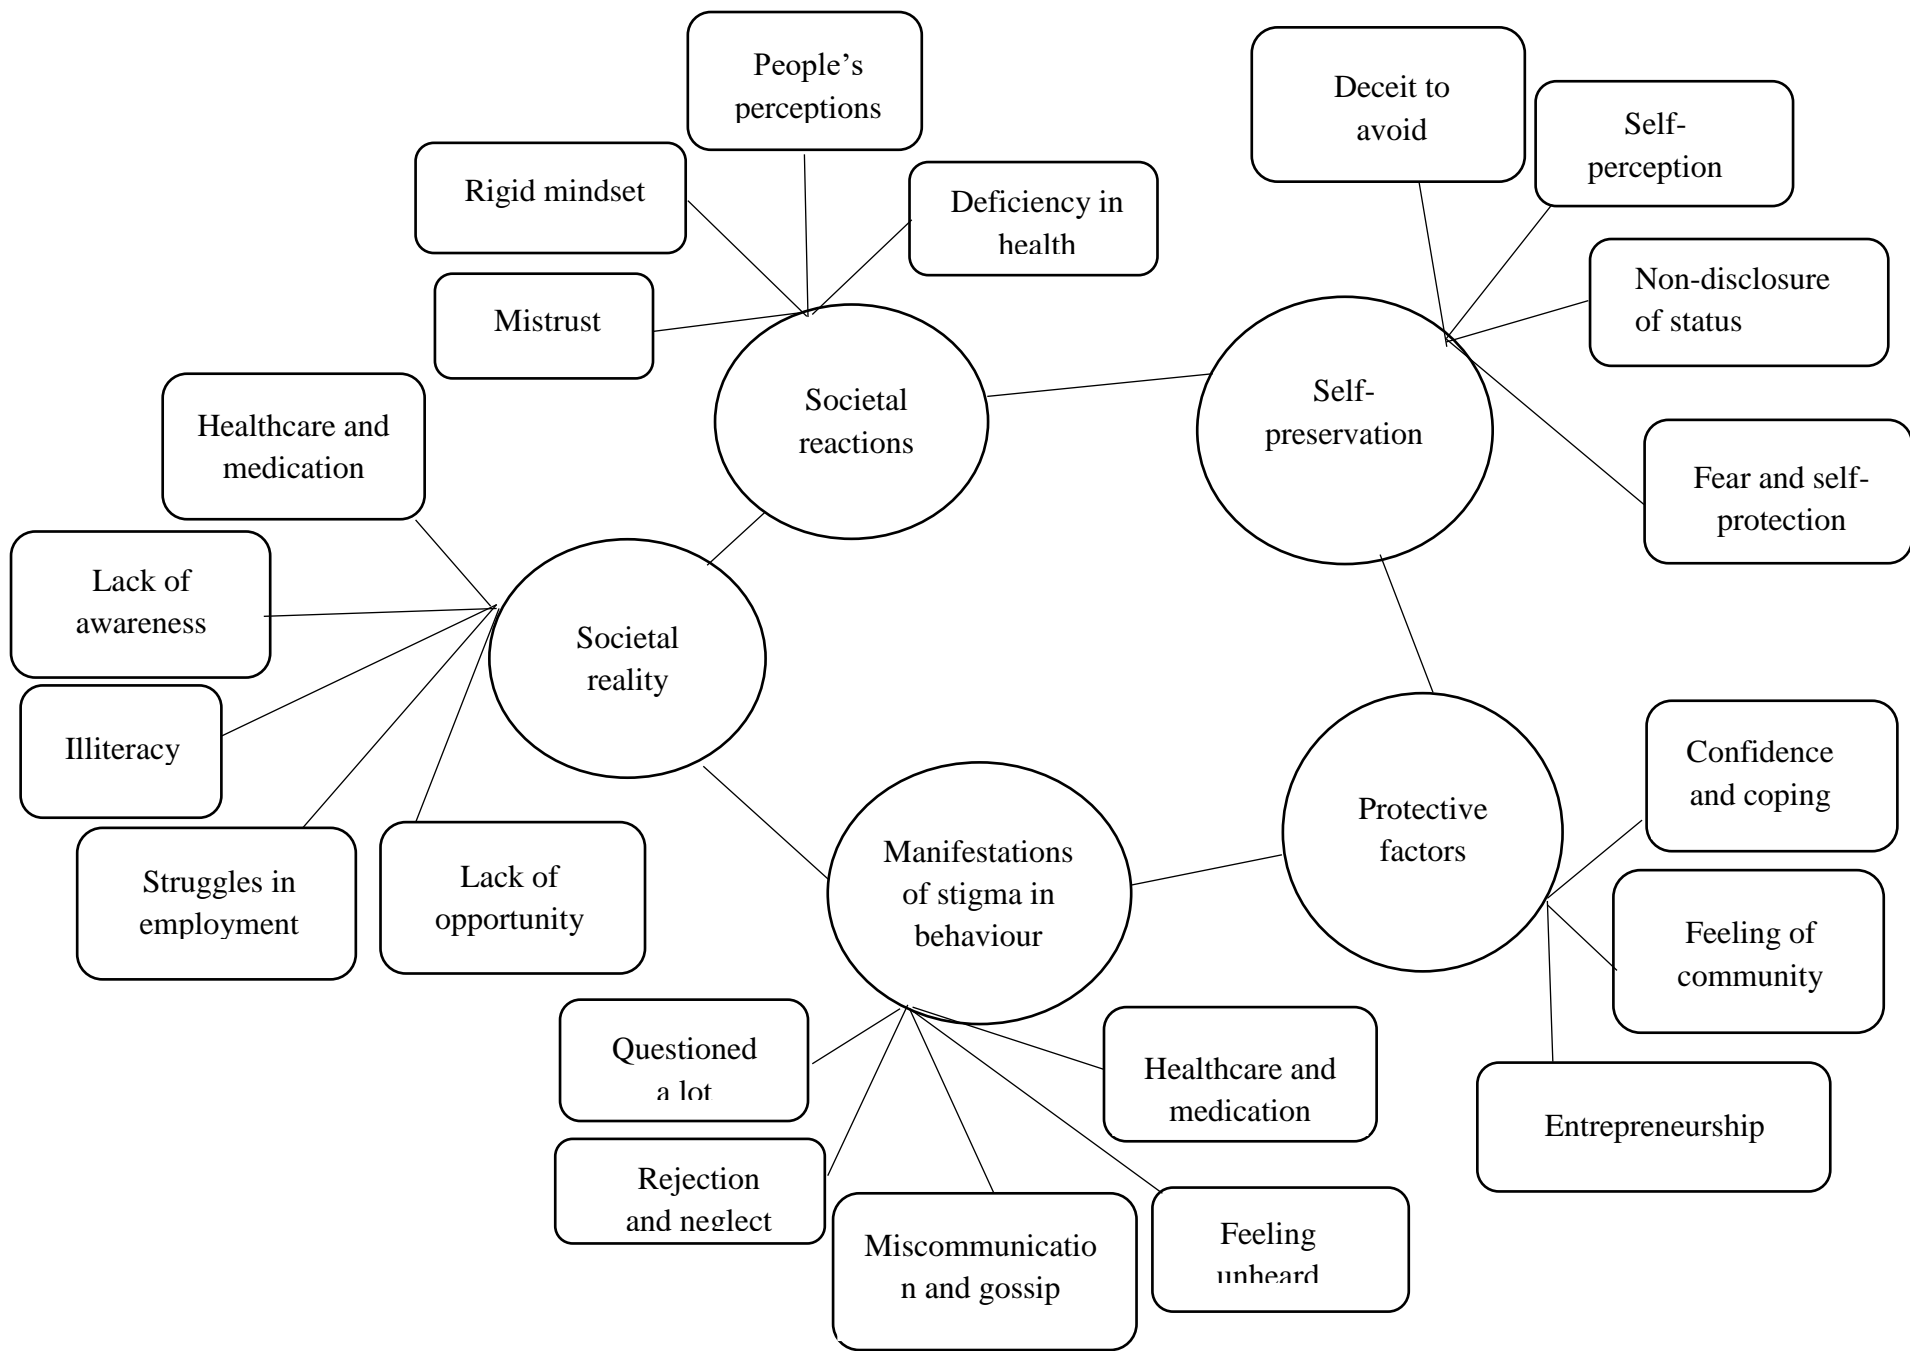 People’s
perceptions
Rigid mindset
Deficiency in
health
Mistrust
Societal
reactions
Deceit to
avoid
Self-
perception
Non-disclosure
of status
Fear and self-
protection
Self-
preservation
Healthcare and
medication
Lack of
awareness
Illiteracy
Struggles in
employment
Lack of
opportunity
Societal
reality
Manifestations
of stigma in
behaviour
Questioned
a lot
Rejection
and neglect
Miscommunicatio
n and gossip
Feeling
unheard
Healthcare and
medication
Protective
factors
Confidence
and coping
Feeling of
community
Entrepreneurship